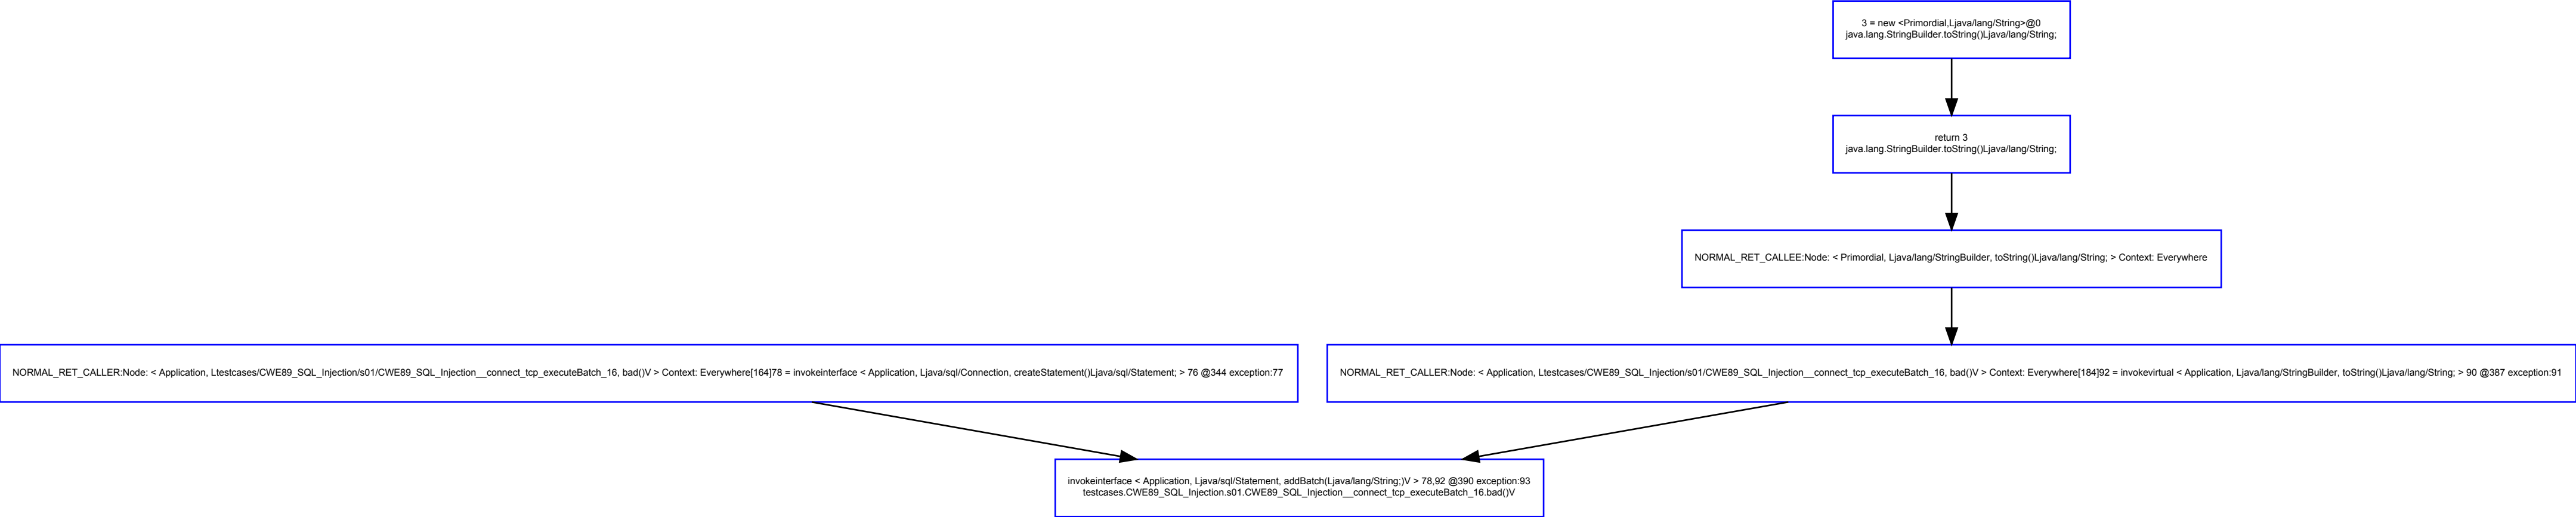 3 = new <Primordial,Ljava/lang/String>@0
java.lang.StringBuilder.toString()Ljava/lang/String;
return 3
java.lang.StringBuilder.toString()Ljava/lang/String;
NORMAL_RET_CALLEE:Node: < Primordial, Ljava/lang/StringBuilder, toString()Ljava/lang/String; > Context: Everywhere
NORMAL_RET_CALLER:Node: < Application, Ltestcases/CWE89_SQL_Injection/s01/CWE89_SQL_Injection__connect_tcp_executeBatch_16, bad()V > Context: Everywhere[164]78 = invokeinterface < Application, Ljava/sql/Connection, createStatement()Ljava/sql/Statement; > 76 @344 exception:77
NORMAL_RET_CALLER:Node: < Application, Ltestcases/CWE89_SQL_Injection/s01/CWE89_SQL_Injection__connect_tcp_executeBatch_16, bad()V > Context: Everywhere[184]92 = invokevirtual < Application, Ljava/lang/StringBuilder, toString()Ljava/lang/String; > 90 @387 exception:91
invokeinterface < Application, Ljava/sql/Statement, addBatch(Ljava/lang/String;)V > 78,92 @390 exception:93
testcases.CWE89_SQL_Injection.s01.CWE89_SQL_Injection__connect_tcp_executeBatch_16.bad()V